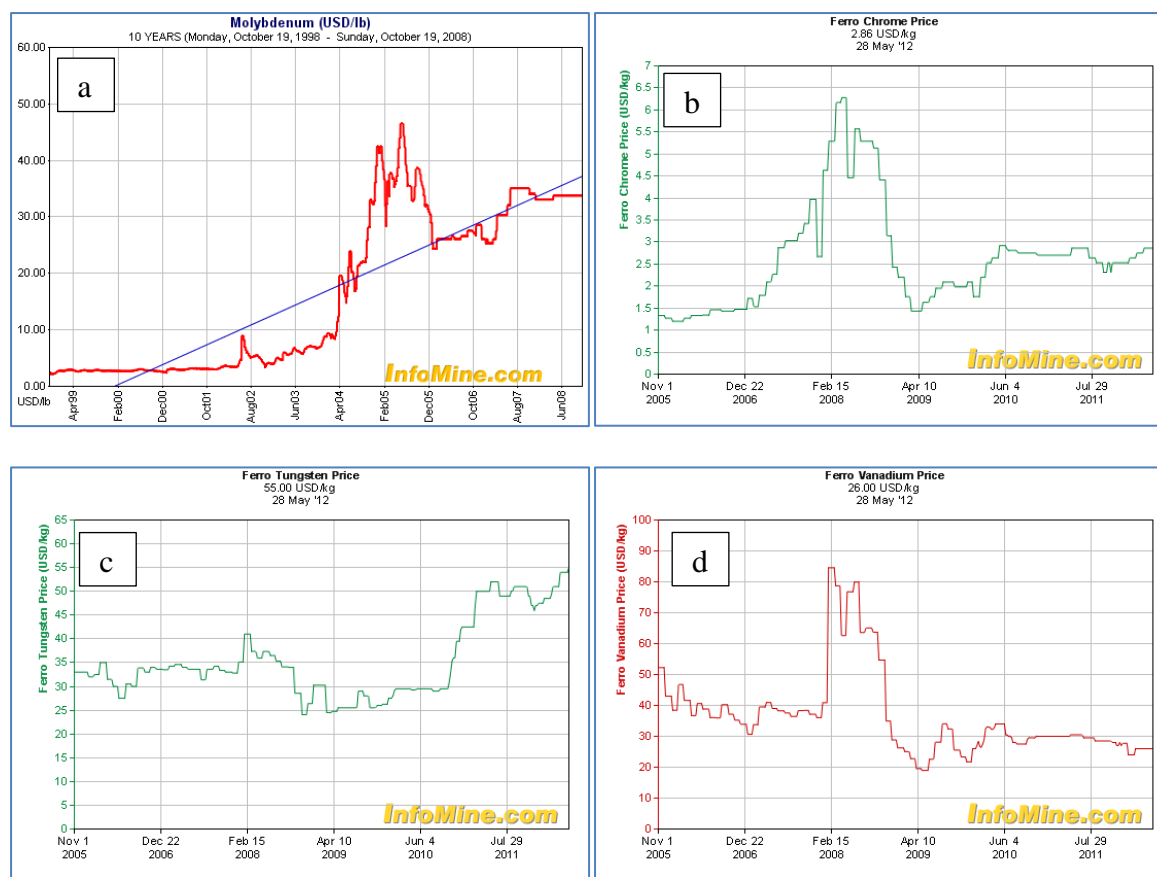 Molybdenum (USD/lb)
10 YEARS (Monday, October 19, 1998 - Sunday, October 19, 2008)
60.00
50.00
40.00
30.00
20.00
10.00
0.00
USD/lb
Apr99
Feb00
Dec00
Oct01
Aug02
Jun03
Apr04
Feb05
Dec05
Oct06
Aug07
Jun08
a
InfoMine.com
Ferro Chrome Price
2.86 USD/kg
28 May '12
Ferro Chrome Price (USD/kg)
7
6.5
6
5.5
5
4.5
4
3.5
3
2.5
2
1.5
1
0.5
0
Nov 1 Dec 22 Feb 15 Apr 10 Jun 4 Jul 29
2005 2006 2008 2009 2010 2011
b
InfoMine.com
Ferro Tungsten Price
55.00 USD/kg
28 May '12
Ferro Tungsten Price (USD/kg)
65
60
55
50
45
40
35
30
25
20
15
10
5
0
Nov 1 Dec 22 Feb 15 Apr 10 Jun 4 Jul 29
2005 2006 2008 2009 2010 2011
c
InfoMine.com
Ferro Vanadium Price
26.00 USD/kg
28 May '12
Ferro Vanadium Price (USD/kg)
100
90
80
70
60
50
40
30
20
10
0
Nov 1 Dec 22 Feb 15 Apr 10 Jun 4 Jul 29
2005 2006 2008 2009 2010 2011
d
InfoMine.com